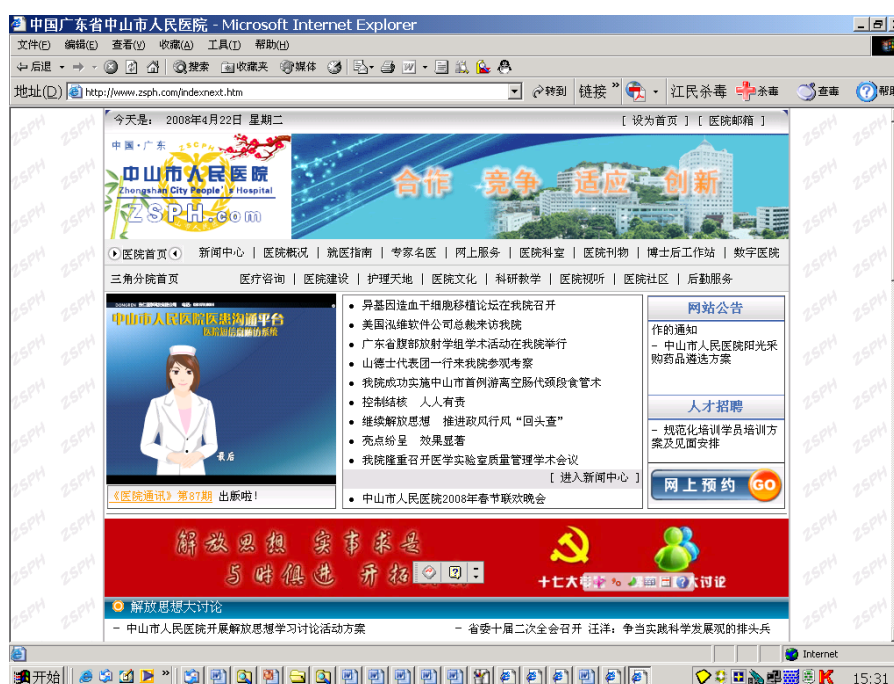 中国广东省中山市人民医院 - Microsoft Internet Explorer
文件(F) 编辑(E) 查看(V) 收藏(A) 工具(T) 帮助(H)
后退 搜索 收藏夹 媒体
地址(D) http://www.zsph.com/indexnext.htm 转到 链接 » 江民杀毒 杀毒 查毒 帮助
今天是： 2008年4月22日 星期二 [ 设为首页 ] [ 医院邮箱 ]
中国·广东
中山市人民医院
Zhongshan City People's Hospital
ZSPH.com
合作 竞争 适应 创新
医院首页 新闻中心 | 医院概况 | 就医指南 | 专家名医 | 网上服务 | 医院科室 | 医院刊物 | 博士后工作站 | 数字医院
三角分院首页 医疗咨询 | 医院建设 | 护理天地 | 医院文化 | 科研教学 | 医院视听 | 医院社区 | 后勤服务
中山市人民医院医患沟通平台
医院短信息随访系统
最后
《医院通讯》第87期 出版啦！
• 异基因造血干细胞移植论坛在我院召开
• 美国泓维软件公司总裁来访我院
• 广东省腹部放射学组学术活动在我院举行
• 山德士代表团一行来我院参观考察
• 我院成功实施中山市首例游离空肠代颈段食管术
• 控制结核 人人有责
• 继续解放思想 推进政风行风“回头查”
• 亮点纷呈 效果显著
• 我院隆重召开医学实验室质量管理学术会议
[ 进入新闻中心 ]
• 中山市人民医院2008年春节联欢晚会
网站公告
作的通知
- 中山市人民医院阳光采
购药品遴选方案
人才招聘
- 规范化培训学员培训方
案及见面安排
网上预约 GO
解放思想 实事求是
与时俱进 开拓
十七大 大讨论
解放思想大讨论
- 中山市人民医院开展解放思想学习讨论活动方案 - 省委十届二次全会召开 汪洋：争当实践科学发展观的排头兵
Internet
开始 » 15:31
ZSPH